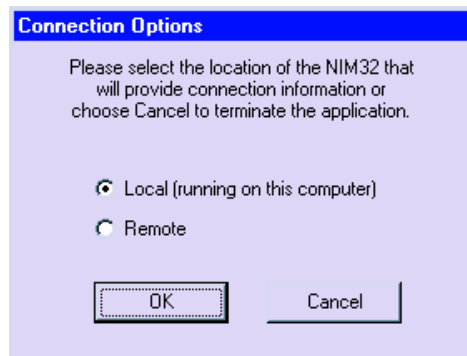 Connection Options
Please select the location of the NIM32 that
will provide connection information or
choose Cancel to terminate the application.
Local (running on this computer)
Remote
OK
Cancel